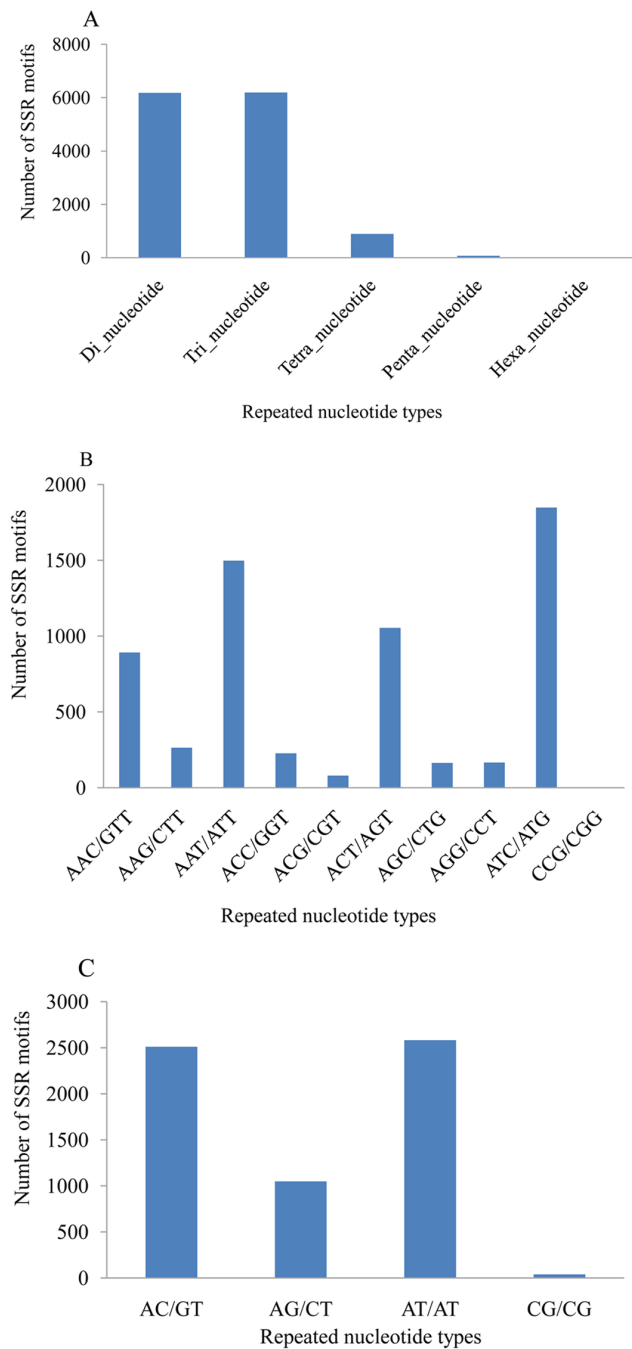 A
Number of SSR motifs
8000
6000
4000
2000
0
Di_nucleotide
Tri_nucleotide
Tetra_nucleotide
Penta_nucleotide
Hexa_nucleotide
Repeated nucleotide types
B
Number of SSR motifs
2000
1500
1000
500
0
AAC/GTT
AAG/CTT
AAT/ATT
ACC/GGT
ACG/CGT
ACT/AGT
AGC/CTG
AGG/CCT
ATC/ATG
CCG/CGG
Repeated nucleotide types
C
Number of SSR motifs
3000
2500
2000
1500
1000
500
0
AC/GT
AG/CT
AT/AT
CG/CG
Repeated nucleotide types